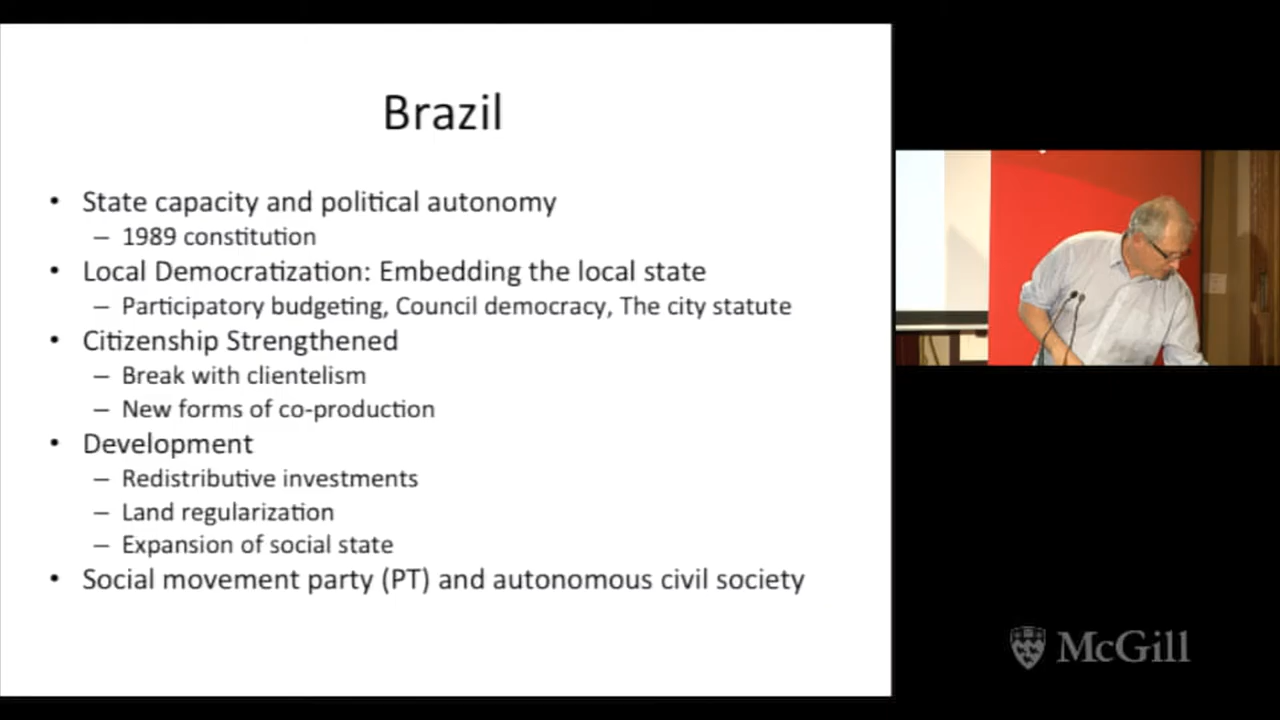 Brazil
• State capacity and political autonomy
– 1989 constitution
• Local Democratization: Embedding the local state
– Participatory budgeting, Council democracy, The city statute
• Citizenship Strengthened
– Break with clientelism
– New forms of co-production
• Development
– Redistributive investments
– Land regularization
– Expansion of social state
• Social movement party (PT) and autonomous civil society
McGill